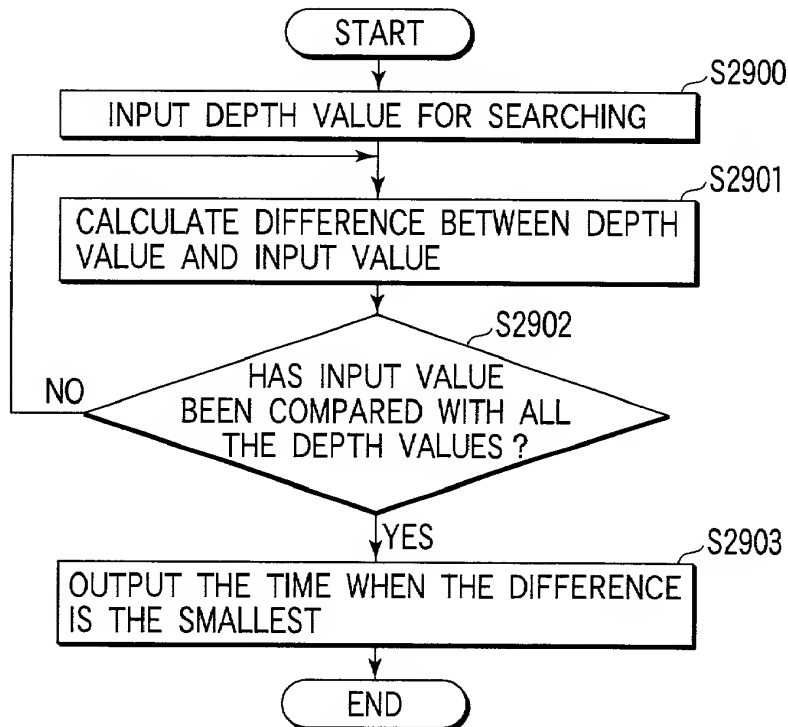 START
S2900
INPUT DEPTH VALUE FOR SEARCHING
S2901
CALCULATE DIFFERENCE BETWEEN DEPTH
VALUE AND INPUT VALUE
S2902
HAS INPUT VALUE
BEEN COMPARED WITH ALL
THE DEPTH VALUES?
NO
YES
S2903
OUTPUT THE TIME WHEN THE DIFFERENCE
IS THE SMALLEST
END